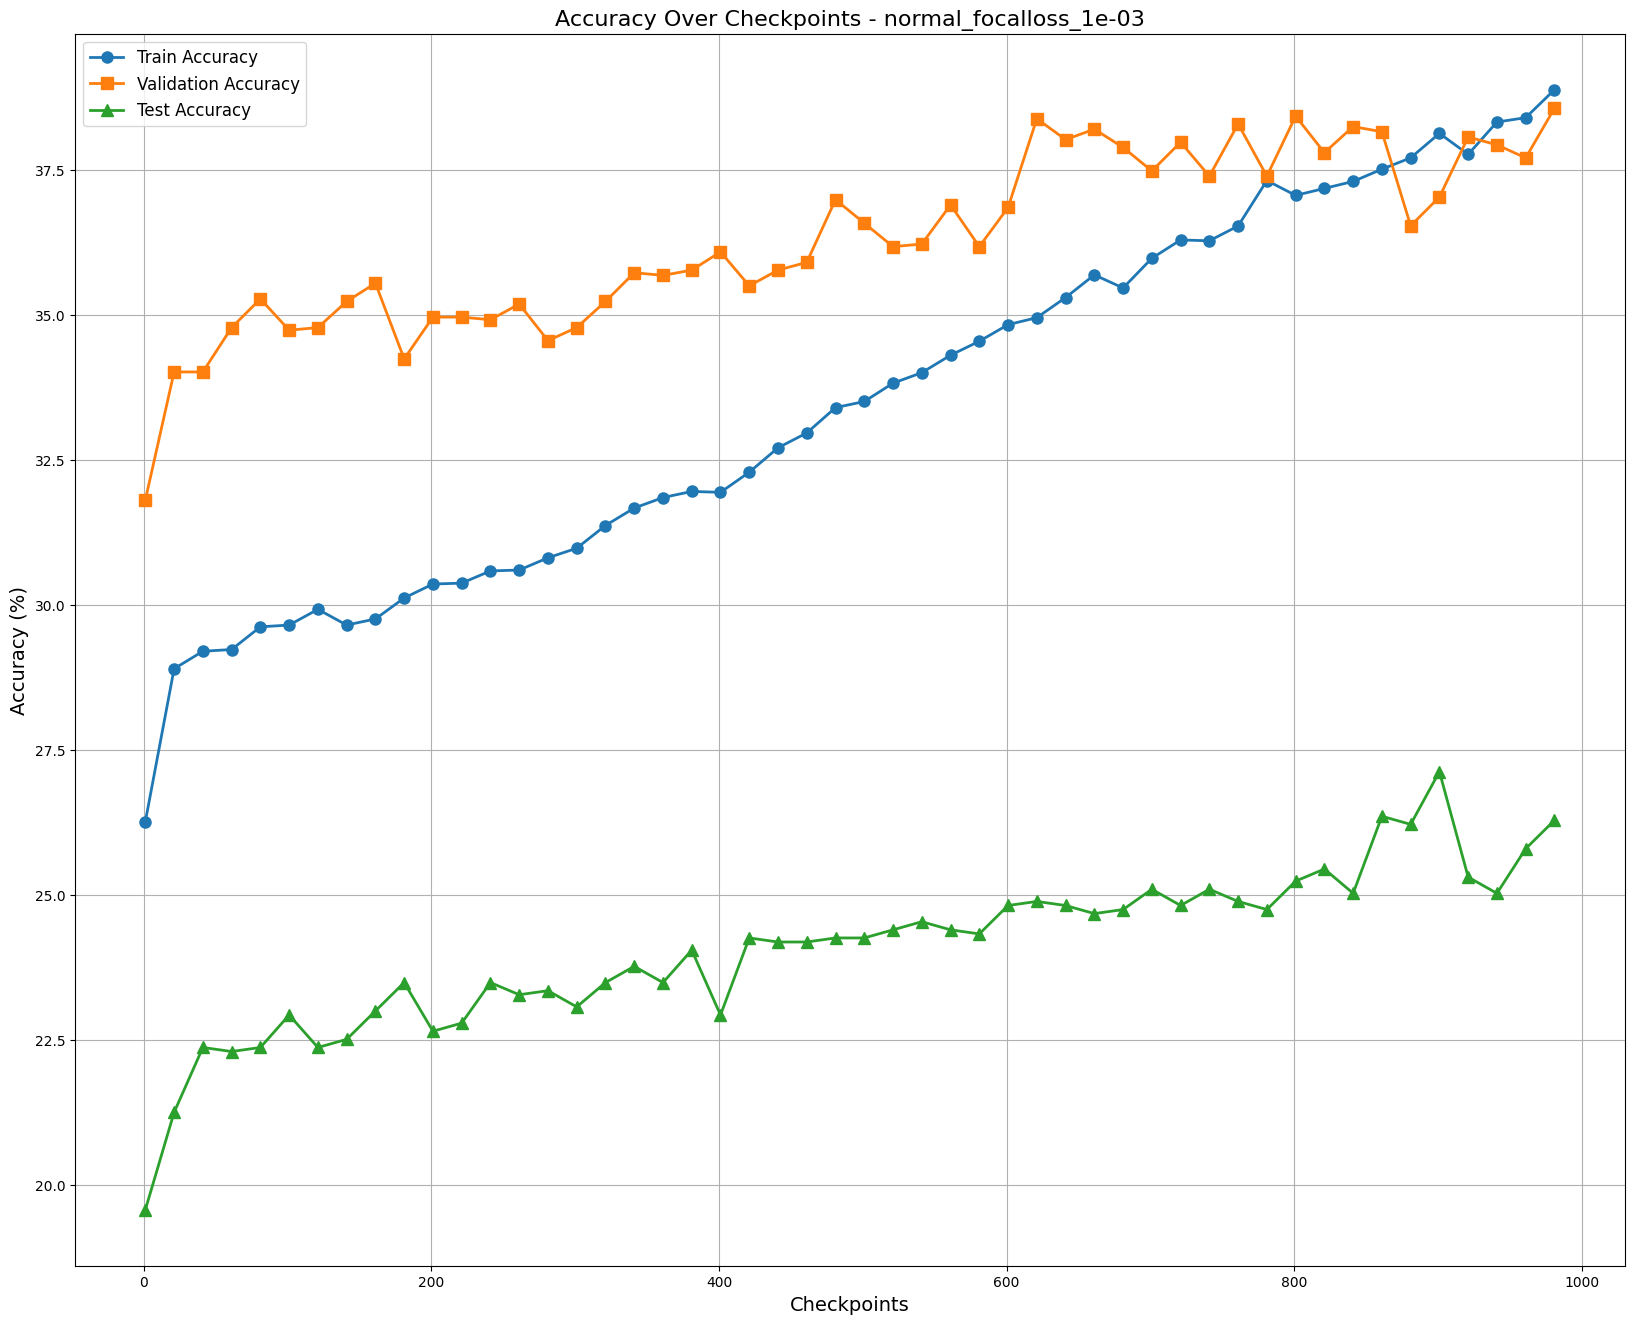 Accuracy Over Checkpoints - normal_focalloss_1e-03
Train Accuracy
Validation Accuracy
Test Accuracy
Accuracy (%)
37.5
35.0
32.5
30.0
27.5
25.0
22.5
20.0
0 200 400 600 800 1000
Checkpoints